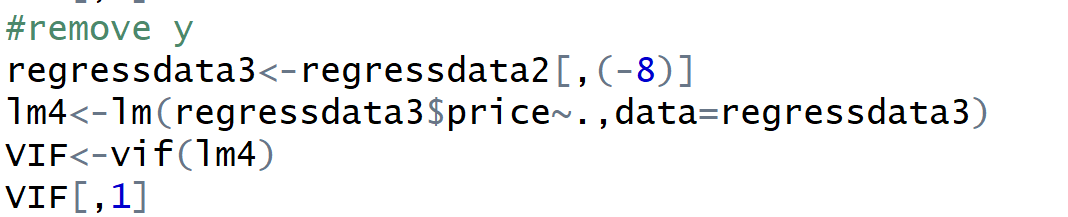 #remove y
regressdata3<-regressdata2[,(-8)]
lm4<-lm(regressdata3$price~.,data=regressdata3)
VIF<-vif(lm4)
VIF[,1]